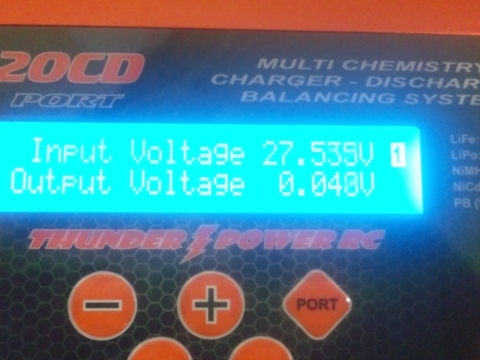 20CD
PORT
MULTI CHEMISTRY
CHARGER - DISCHAR
BALANCING SYSTE
Input Voltage 27.535V 1
Output Voltage 0.048V
LiFe:
LiPo:
NiMH
NiCd
PB (
THUNDER POWER RC
PORT